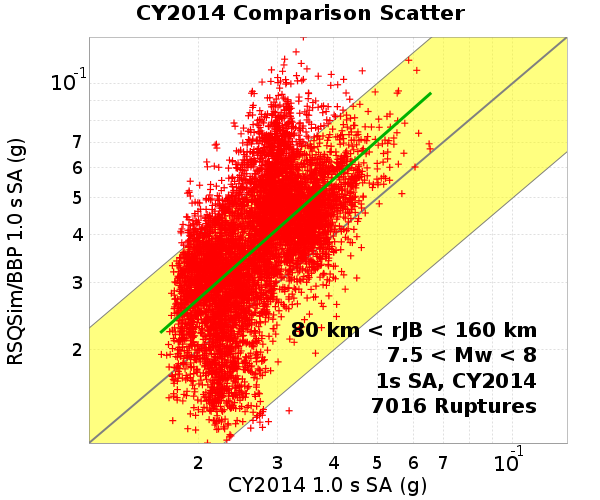 CY2014 Comparison Scatter
RSQSim/BBP 1.0 s SA (g)
10-1
7
6
5
4
3
2
80 km < rJB < 160 km
7.5 < Mw < 8
1s SA, CY2014
7016 Ruptures
2 3 4 5 6 7 10-1
CY2014 1.0 s SA (g)